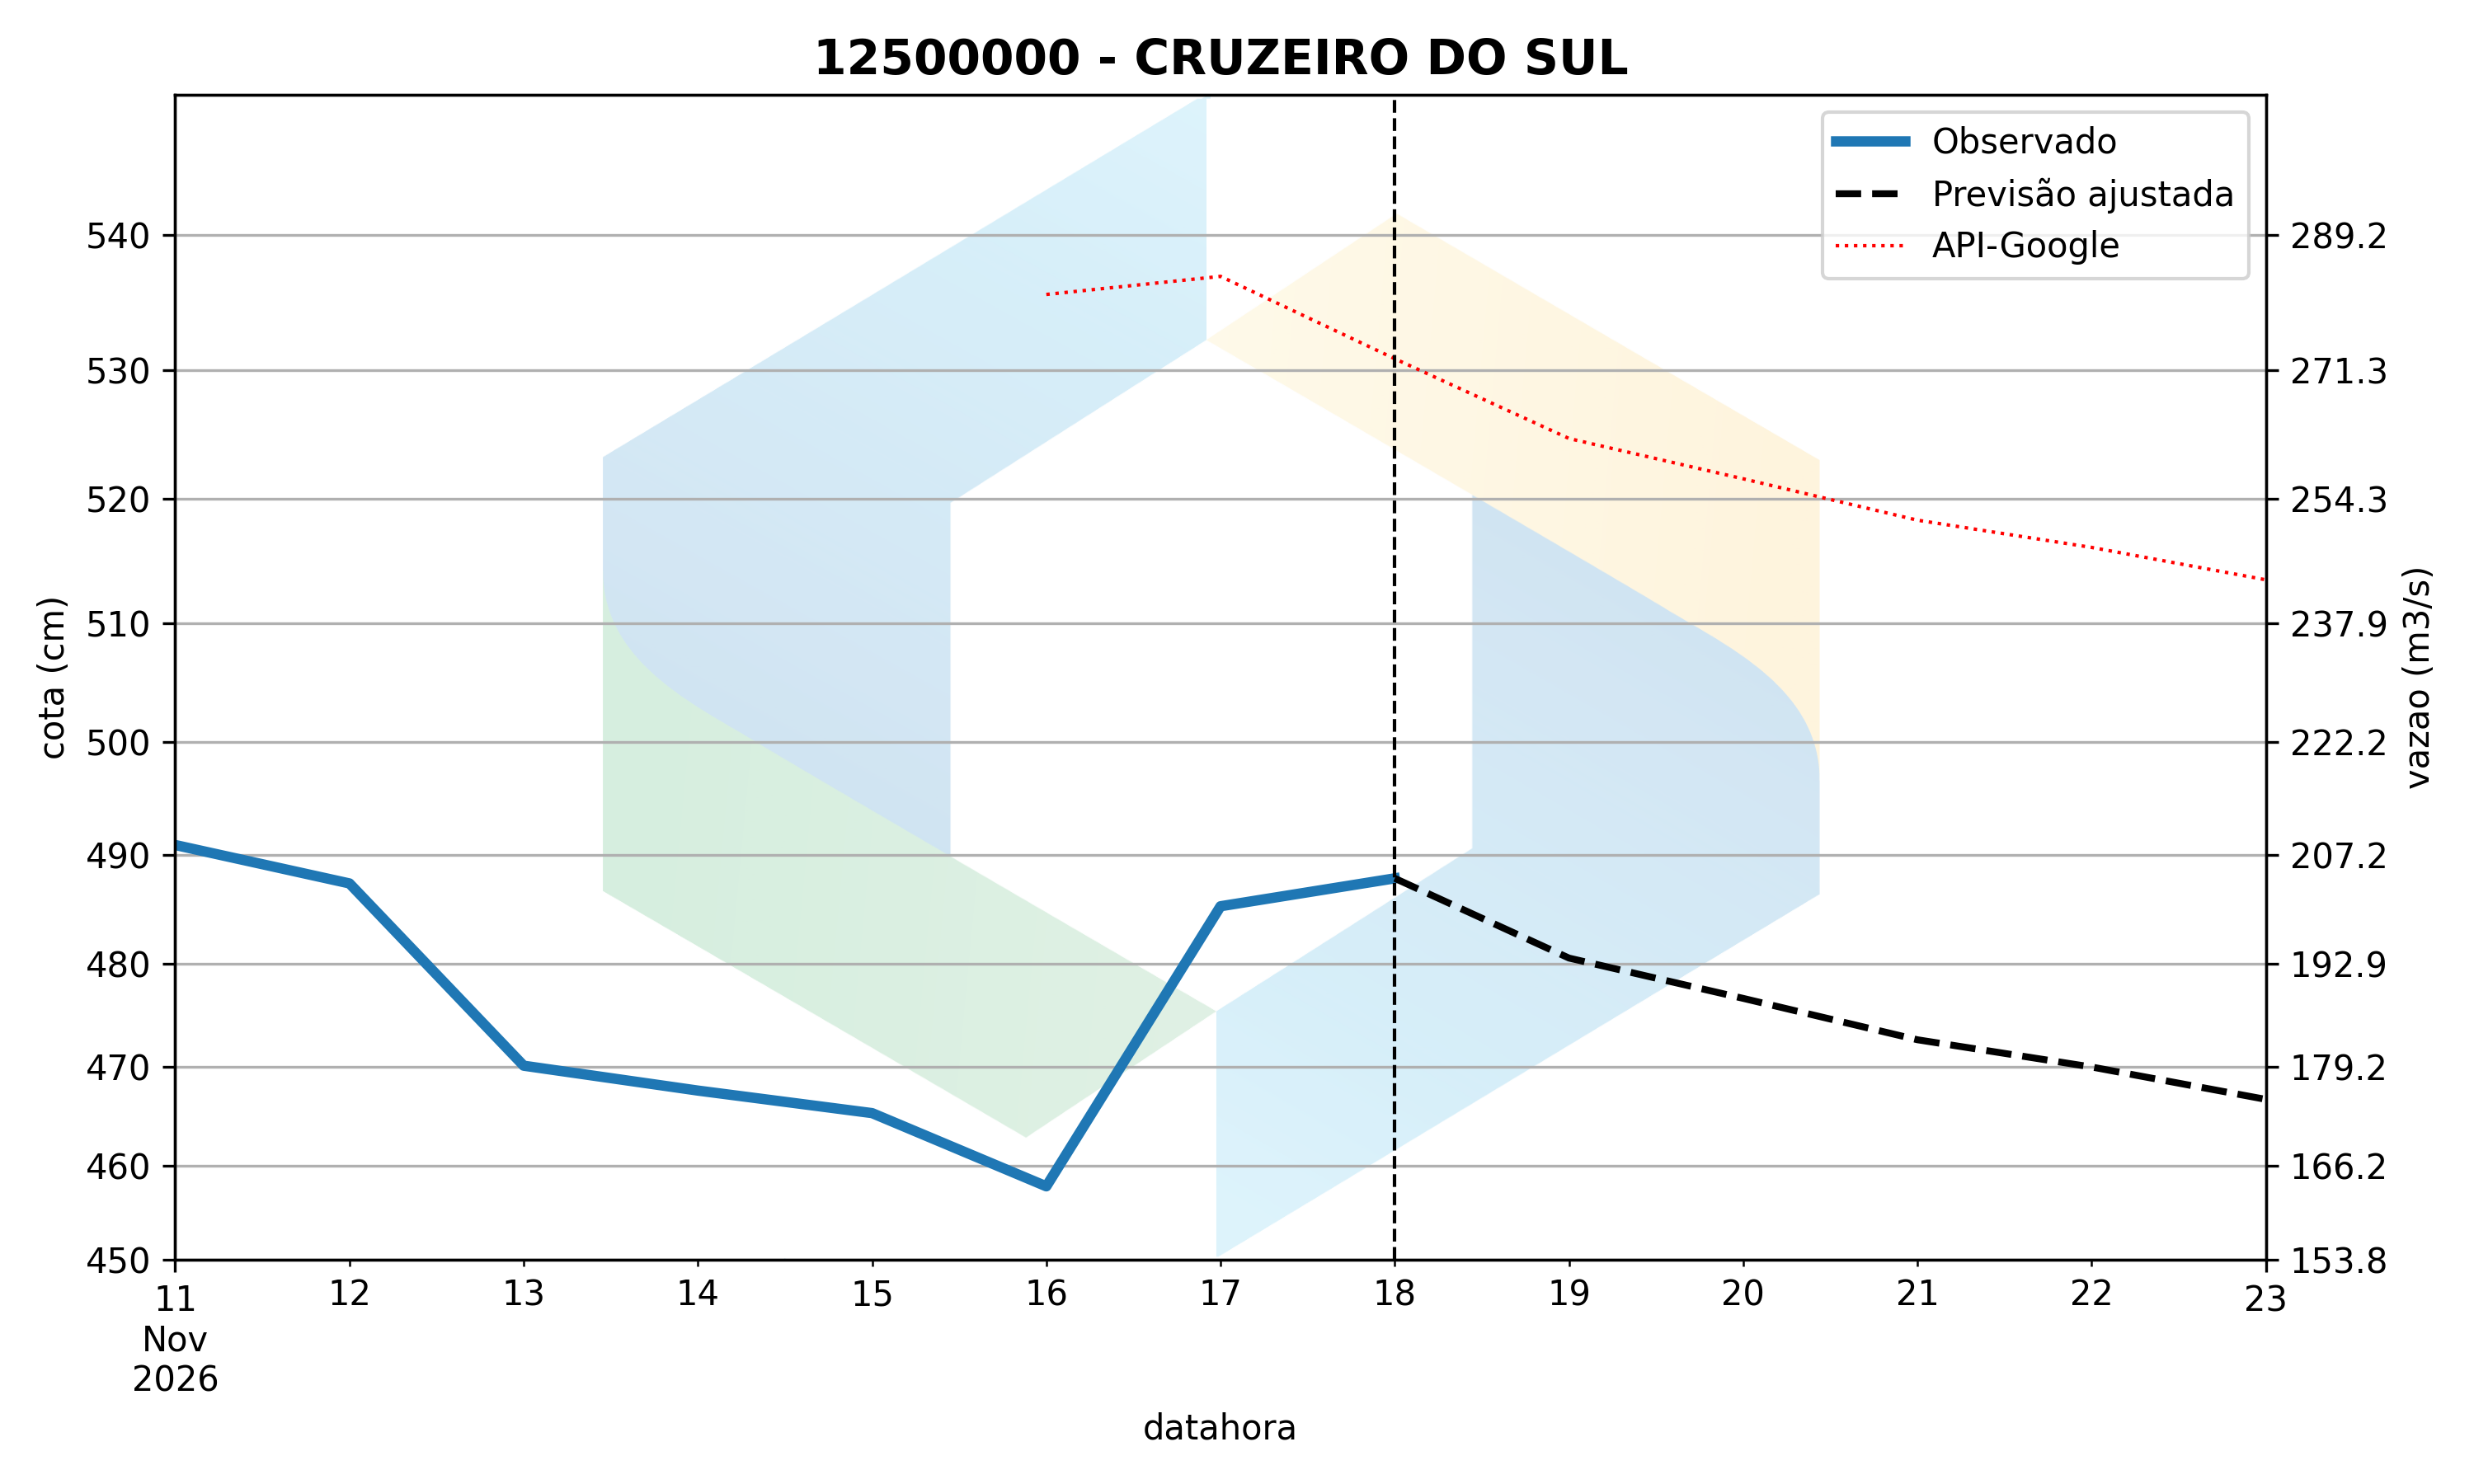 12500000 - CRUZEIRO DO SUL
Observado
Previsão ajustada
API-Google
cota (cm)
540
530
520
510
500
490
480
470
460
450
289.2
271.3
254.3
237.9
222.2
207.2
192.9
179.2
166.2
153.8
vazao (m3/s)
11 12 13 14 15 16 17 18 19 20 21 22 23
Nov
2026
datahora